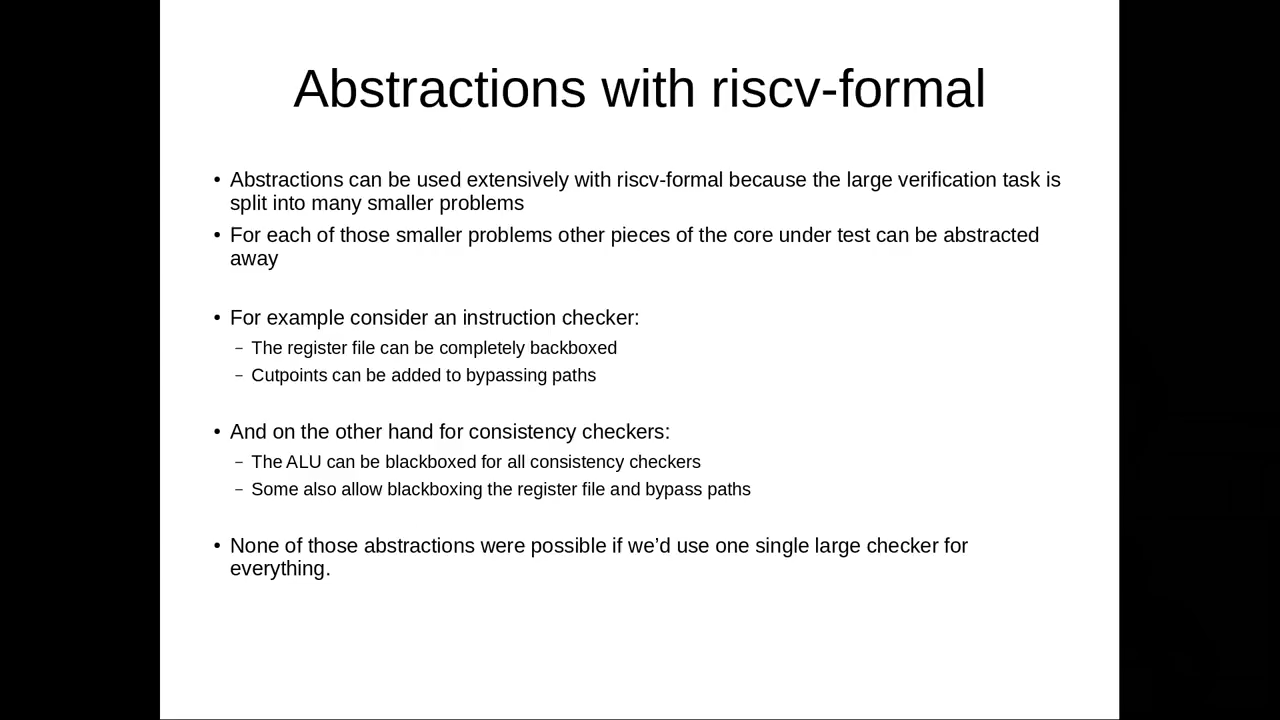 Abstractions with riscv-formal
• Abstractions can be used extensively with riscv-formal because the large verification task is
split into many smaller problems
• For each of those smaller problems other pieces of the core under test can be abstracted
away
• For example consider an instruction checker:
– The register file can be completely backboxed
– Cutpoints can be added to bypassing paths
• And on the other hand for consistency checkers:
– The ALU can be blackboxed for all consistency checkers
– Some also allow blackboxing the register file and bypass paths
• None of those abstractions were possible if we’d use one single large checker for
everything.